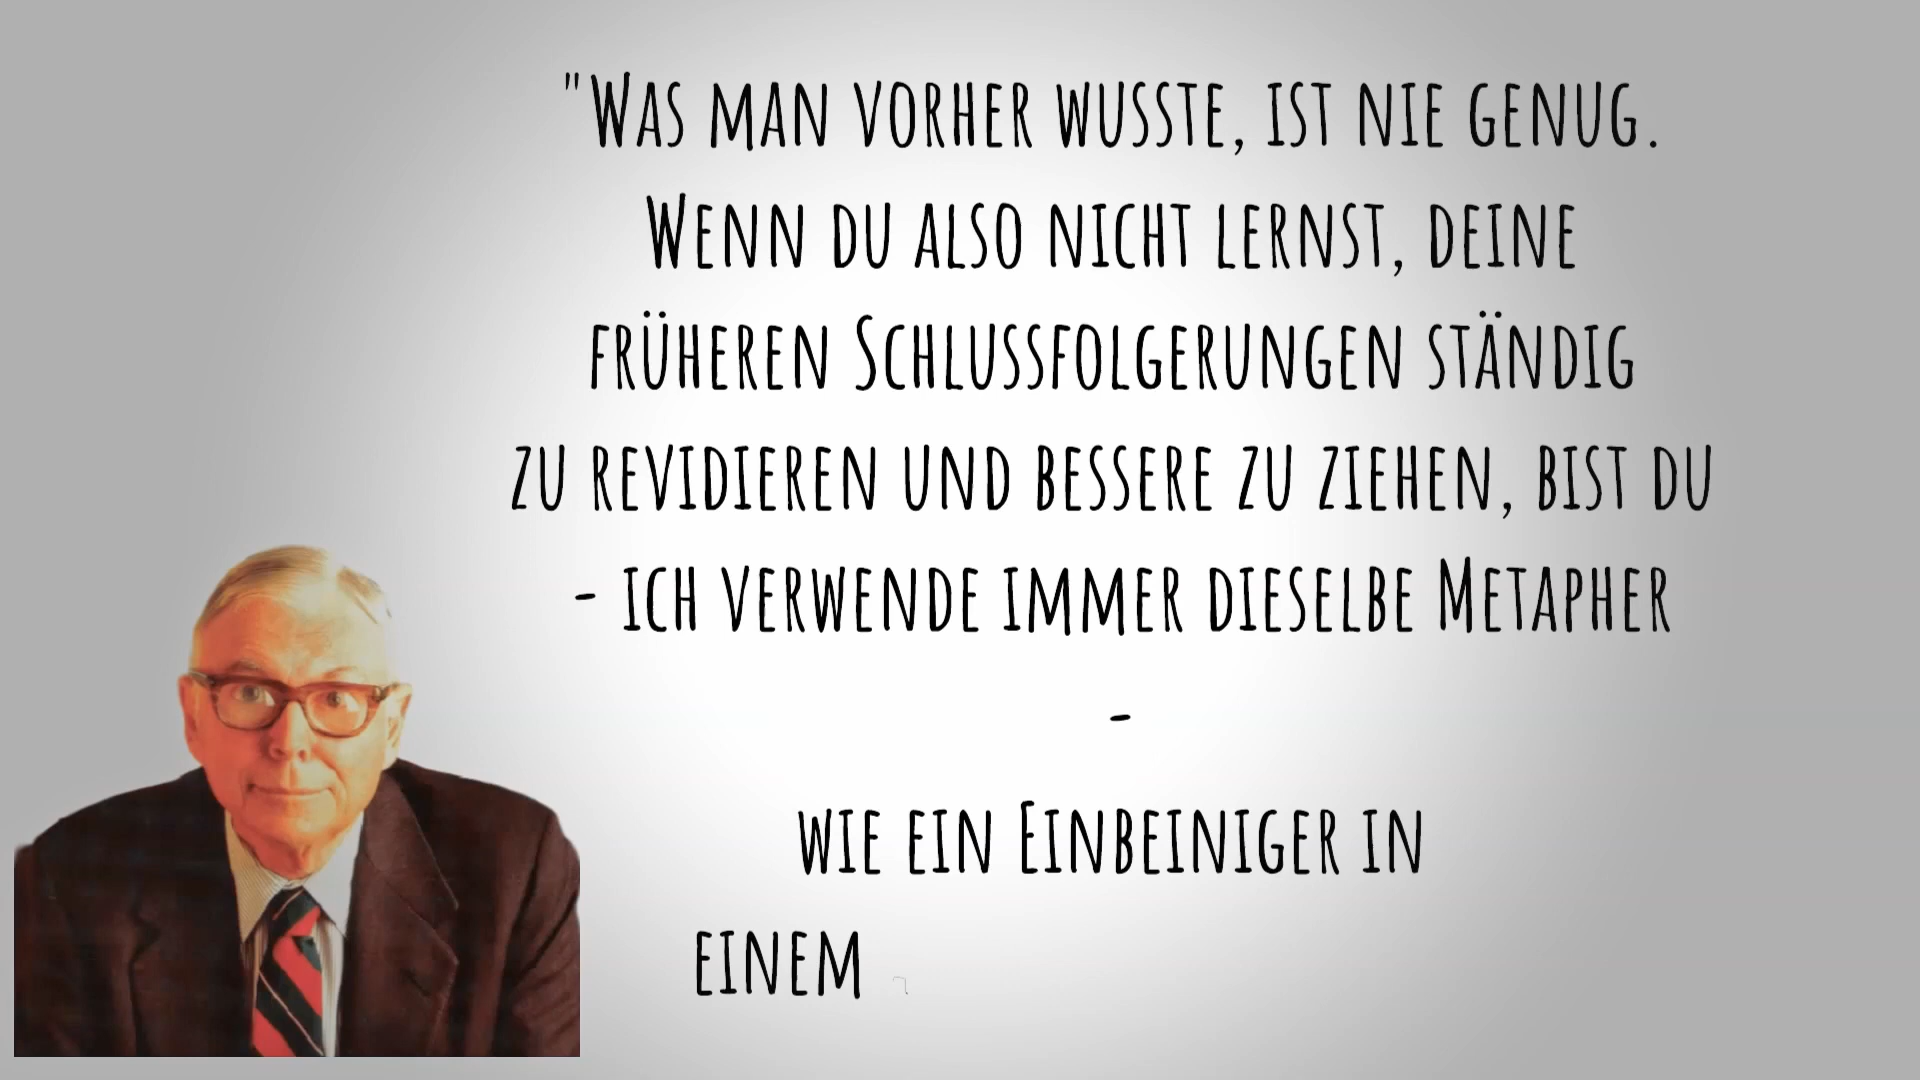 "Was man vorher wusste, ist nie genug.
Wenn du also nicht lernst, deine
früheren Schlussfolgerungen ständig
zu revidieren und bessere zu ziehen, bist du
- ich verwende immer dieselbe Metapher
-
wie ein Einbeiniger in
einem